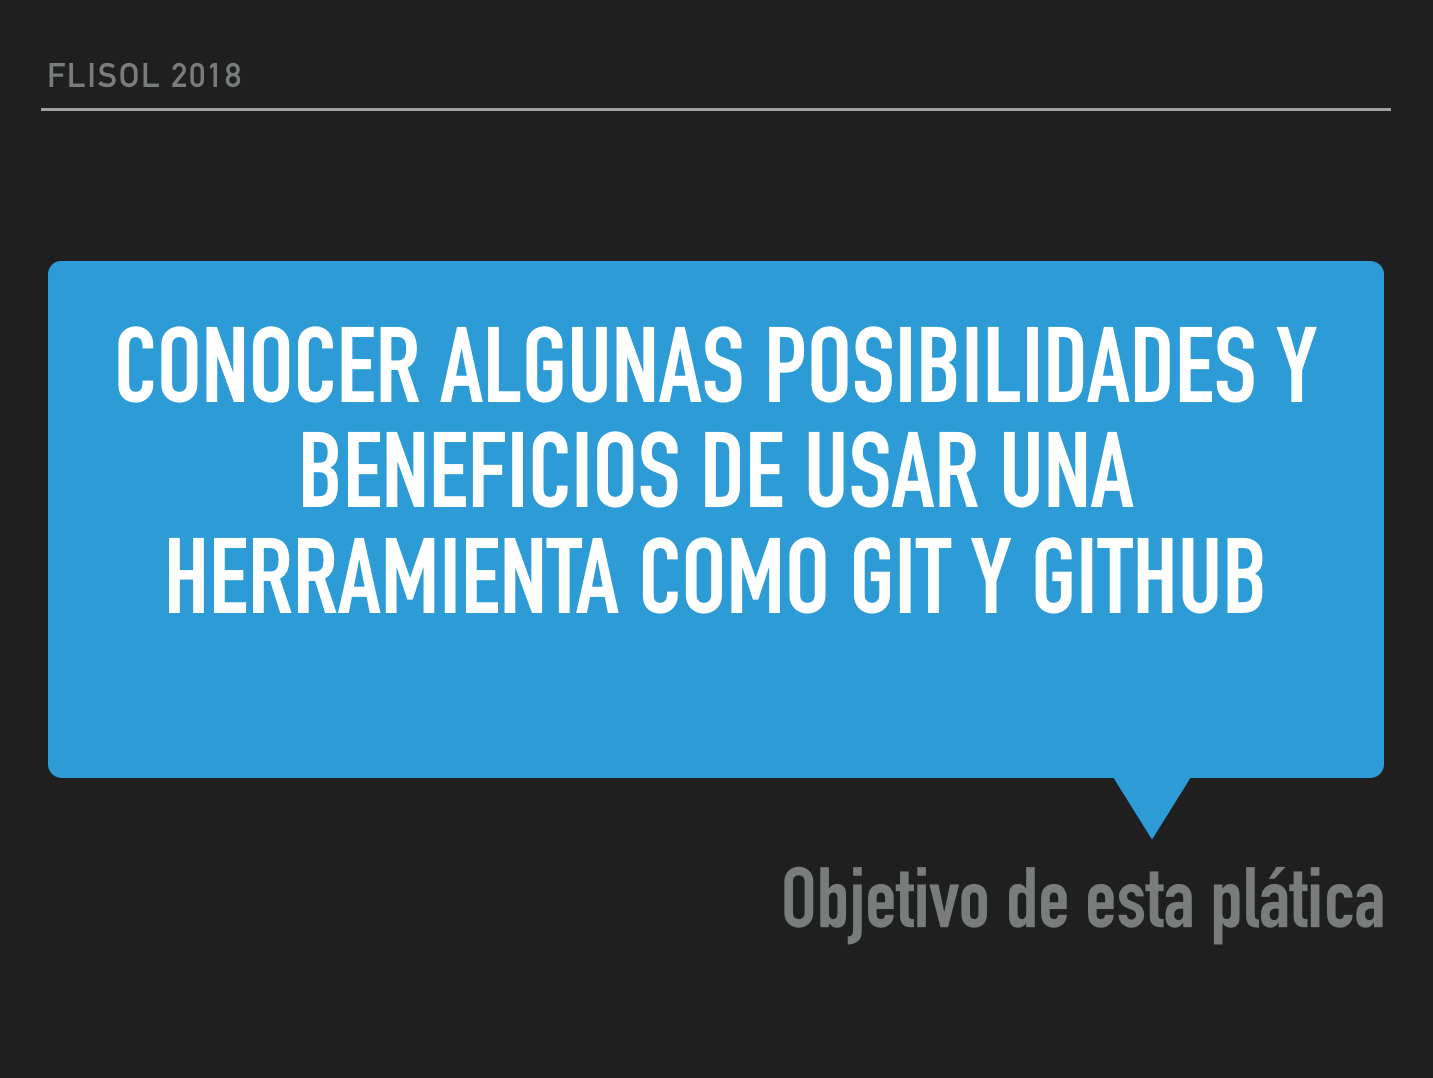 FLISOL 2018
CONOCER ALGUNAS POSIBILIDADES Y
BENEFICIOS DE USAR UNA
HERRAMIENTA COMO GIT Y GITHUB
Objetivo de esta plática